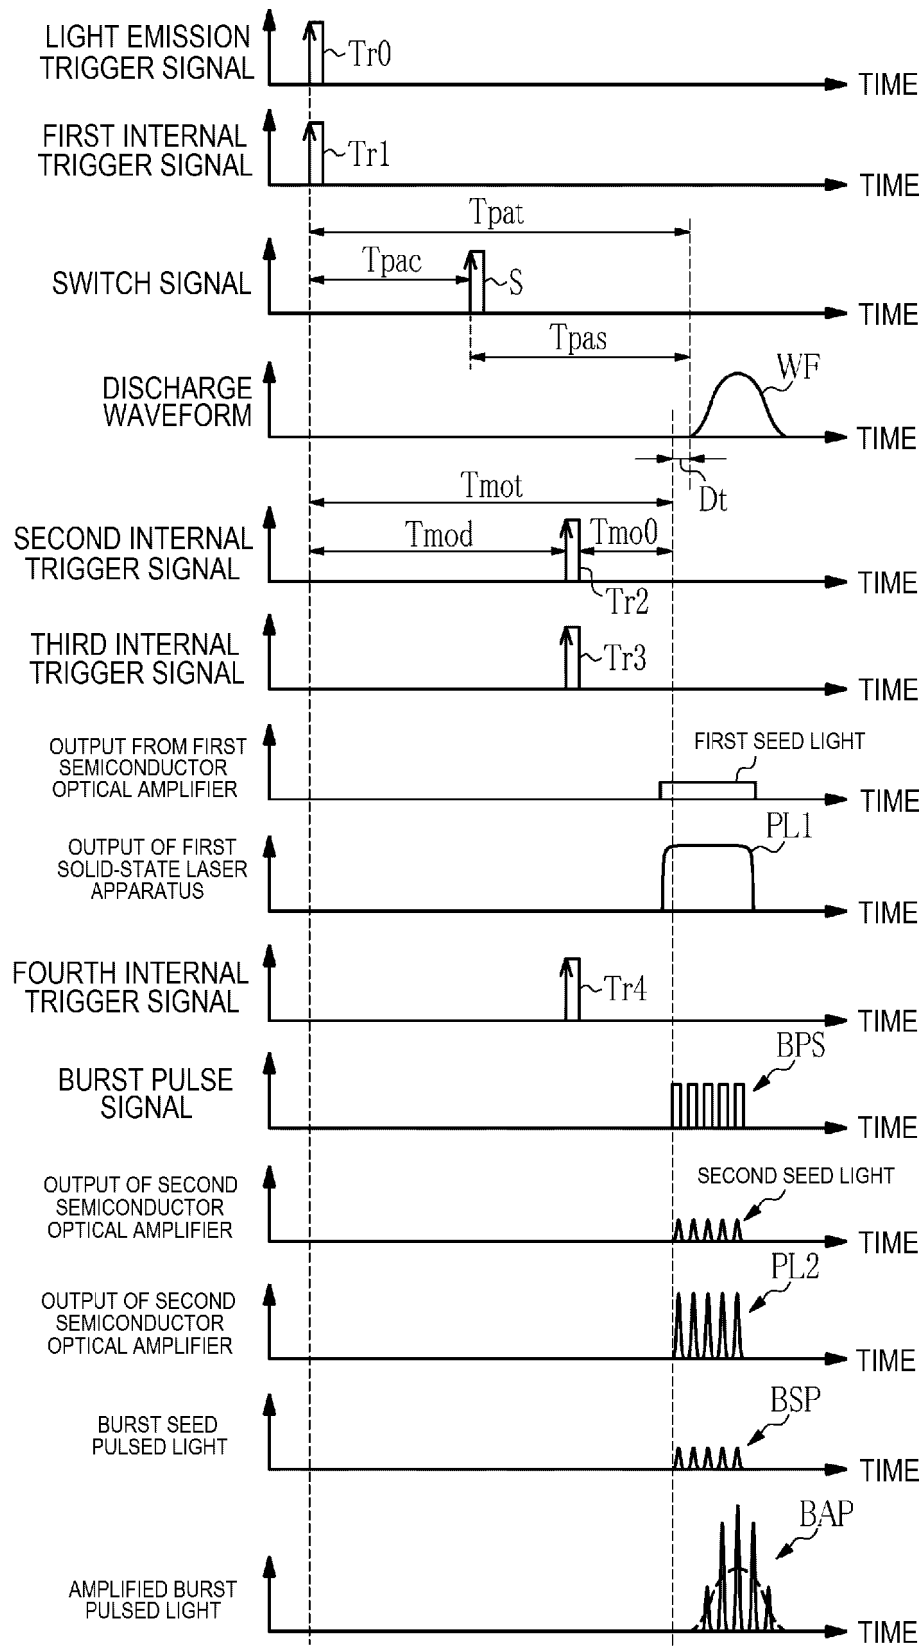 LIGHT EMISSION
TRIGGER SIGNAL
Tr0
TIME
FIRST INTERNAL
TRIGGER SIGNAL
Tr1
TIME
Tpat
Tpac
SWITCH SIGNAL
S
TIME
Tpas
DISCHARGE
WAVEFORM
WF
TIME
Dt
Tmot
SECOND INTERNAL
TRIGGER SIGNAL
Tmod
Tmo0
Tr2
TIME
THIRD INTERNAL
TRIGGER SIGNAL
Tr3
TIME
OUTPUT FROM FIRST
SEMICONDUCTOR
OPTICAL AMPLIFIER
FIRST SEED LIGHT
TIME
OUTPUT OF FIRST
SOLID-STATE LASER
APPARATUS
PL1
TIME
FOURTH INTERNAL
TRIGGER SIGNAL
Tr4
TIME
BURST PULSE
SIGNAL
BPS
TIME
OUTPUT OF SECOND
SEMICONDUCTOR
OPTICAL AMPLIFIER
SECOND SEED LIGHT
TIME
OUTPUT OF SECOND
SEMICONDUCTOR
OPTICAL AMPLIFIER
PL2
TIME
BURST SEED
PULSED LIGHT
BSP
TIME
AMPLIFIED BURST
PULSED LIGHT
BAP
TIME